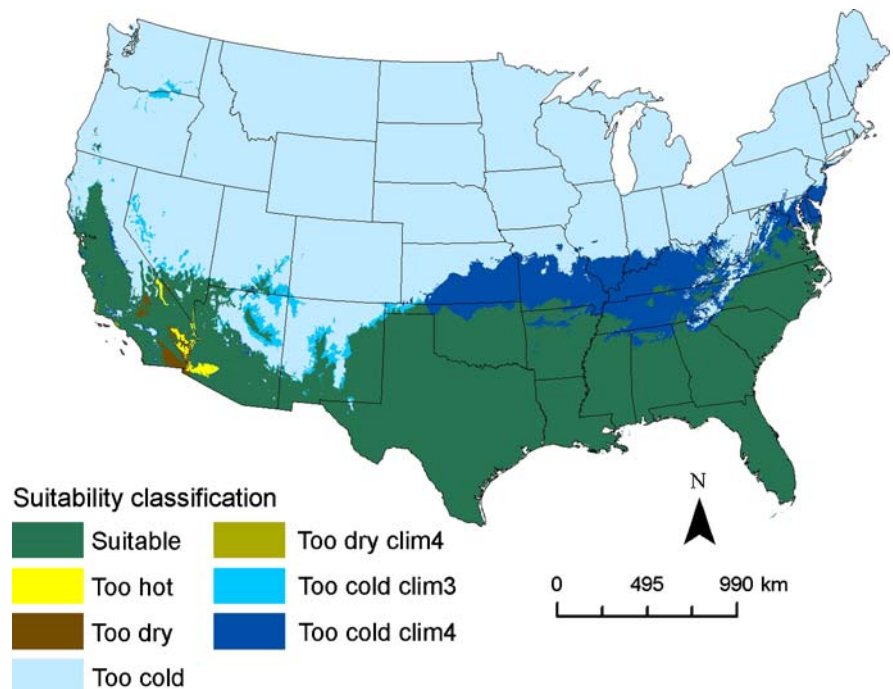 N
Suitability classification
Suitable
Too hot
Too dry
Too cold
Too dry clim4
Too cold clim3
Too cold clim4
0 495 990 km